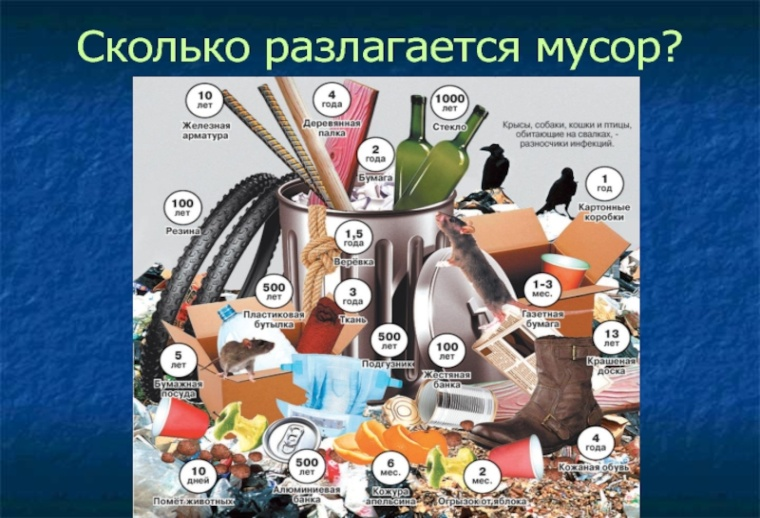 Сколько разлагается мусор?
10
лет
Железная
арматура
4
года
Деревянная
палка
1000
лет
Стекло
Крысы, собаки, кошки и птицы,
обитающие на свалках, -
разносчики инфекций.
2
года
Бумага
1
год
Картонные
коробки
100
лет
Резина
1,5
года
Верёвка
500
лет
Пластиковая
бутылка
3
года
Ткань
1-3
мес.
Газетная
бумага
500
лет
Подгузник
100
лет
Жестяная
банка
13
лет
Крашеная
доска
5
лет
Бумажная
посуда
10
дней
Помёт животных
500
лет
Алюминиевая
банка
6
мес.
Кожура
апельсина
2
мес.
Огрызок от яблока
4
года
Кожаная обувь